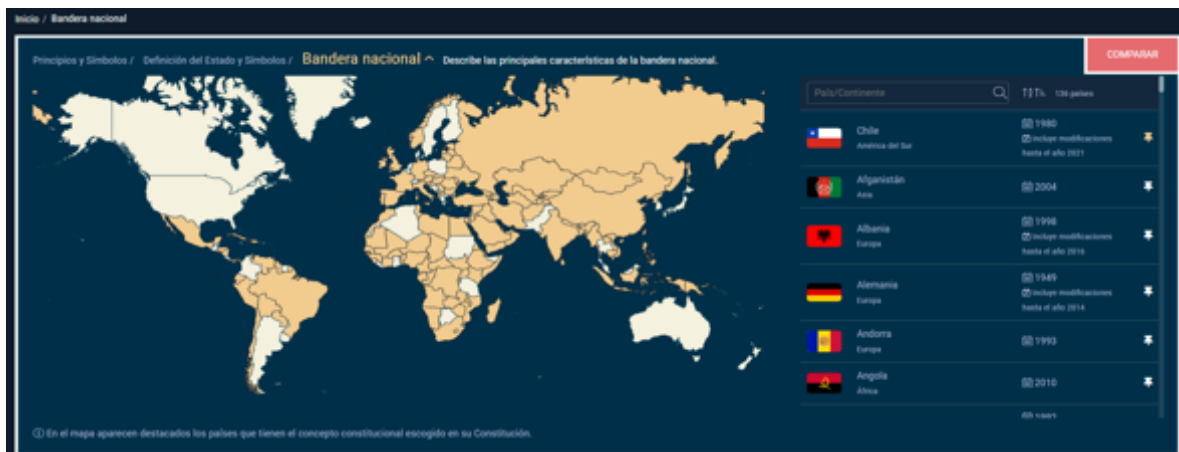 Inicio / Bandera nacional
Principios y Símbolos / Definición del Estado y Símbolos / Bandera nacional Describe las principales características de la bandera nacional.
COMPARAR
País/Continente
136 países
Chile
América del Sur
1980
incluye modificaciones
hasta el año 2021
Afganistán
Asia
2004
Albania
Europa
1998
incluye modificaciones
hasta el año 2016
Alemania
Europa
1949
incluye modificaciones
hasta el año 2014
Andorra
Europa
1993
Angola
África
2010
En el mapa aparecen destacados los países que tienen el concepto constitucional escogido en su Constitución.